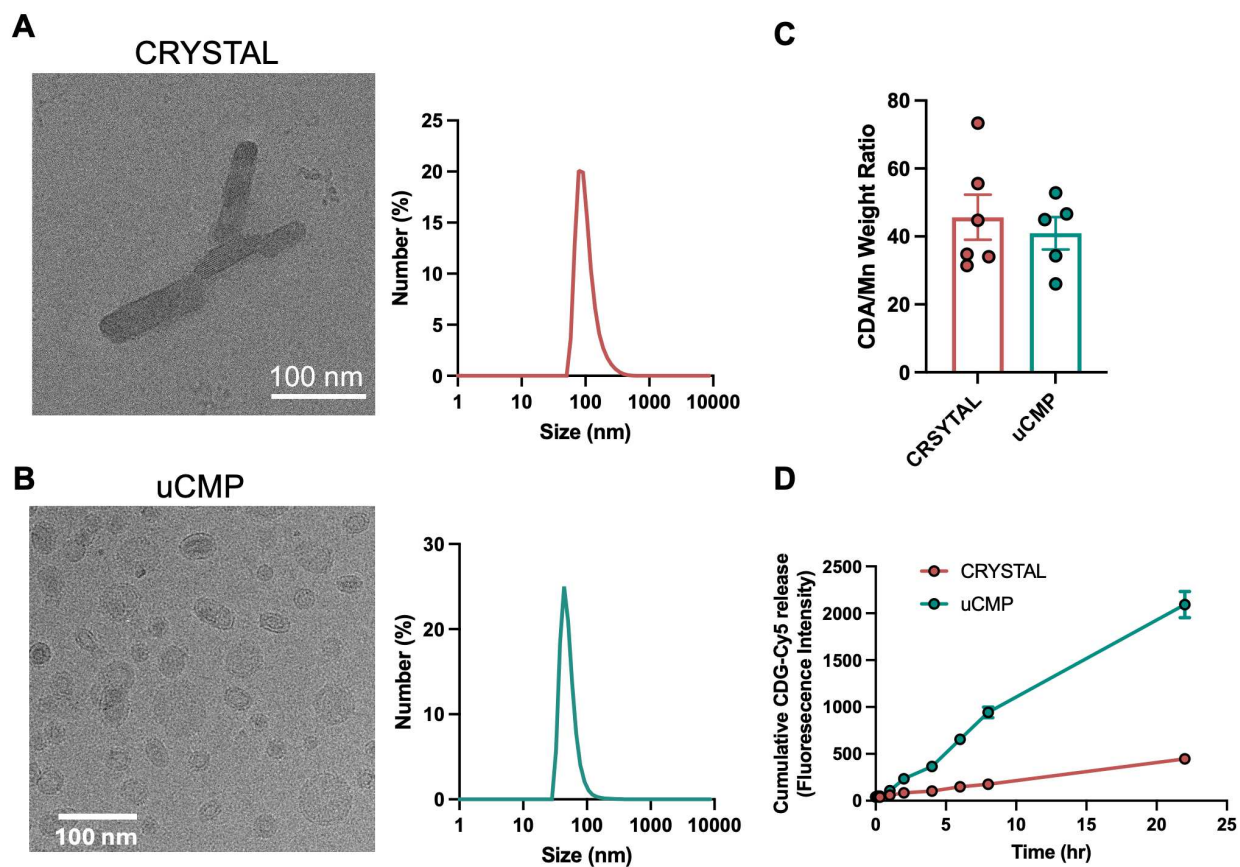 A
CRYSTAL
100 nm
25
20
15
10
5
0
Number (%)
1 10 100 1000 10000
Size (nm)
B
uCMP
100 nm
30
20
10
0
Number (%)
1 10 100 1000 10000
Size (nm)
C
80
60
40
20
0
CDA/Mn Weight Ratio
CRSYTAL
uCMP
D
2500
2000
1500
1000
500
0
Cumulative CDG-Cy5 release
(Fluoresecence Intensity)
CRYSTAL
uCMP
0 5 10 15 20 25
Time (hr)